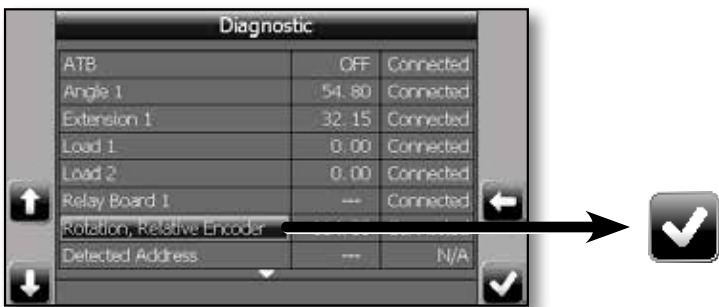 Diagnostic
ATB OFF Connected
Angle 1 54.80 Connected
Extension 1 32.15 Connected
Load 1 0.00 Connected
Load 2 0.00 Connected
Relay Board 1 --- Connected
Rotation, Relative Encoder
Detected Address --- N/A